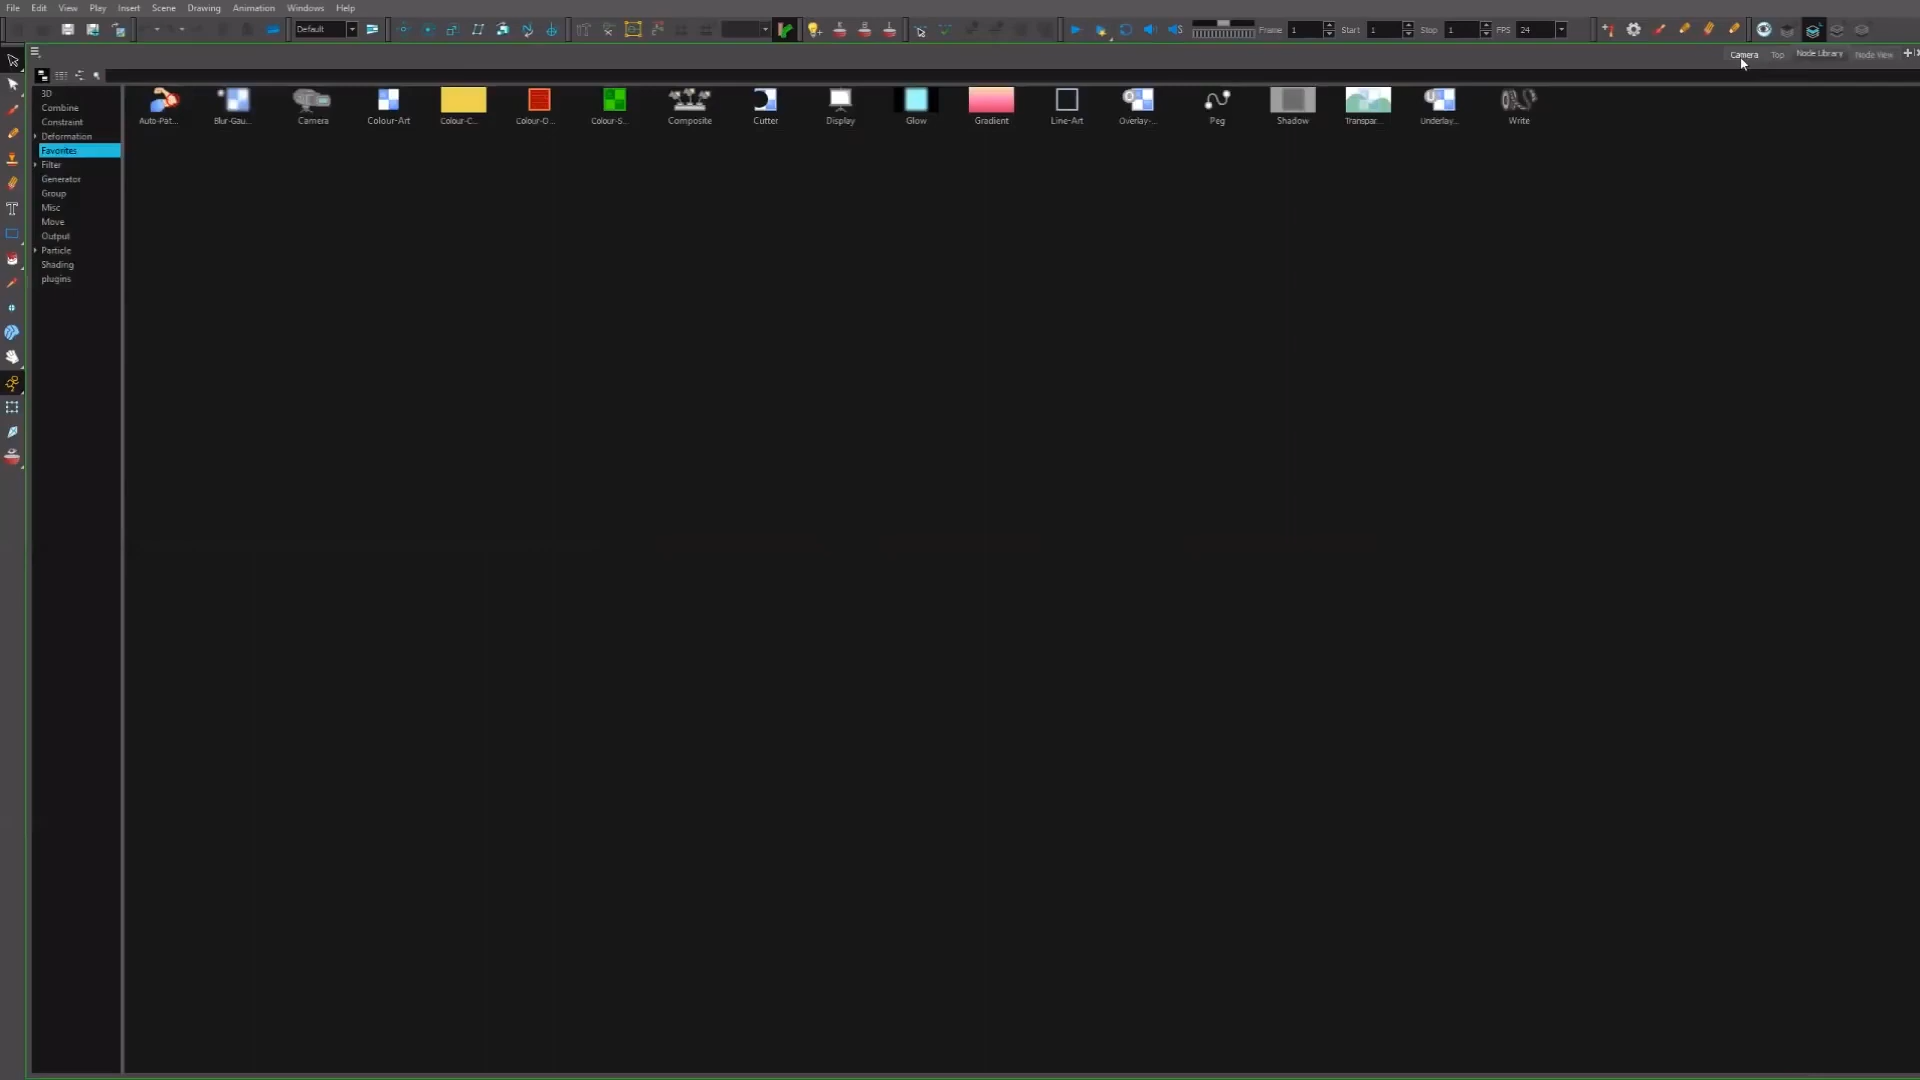 File Edit View Play Insert Scene Drawing Animation Windows Help
Default Frame 1 Start 1 Stop 1 FPS 24
Camera Top Node Library Node View
3D
Combine
Constraint
Deformation
Favorites
Filter
Generator
Group
Misc
Move
Output
Particle
Shading
plugins
Auto-Pat... Blur-Gau... Camera Colour-Art Colour-C... Colour-O... Colour-S... Composite Cutter Display Glow Gradient Line-Art Overlay-... Peg Shadow Transpar... Underlay... Write